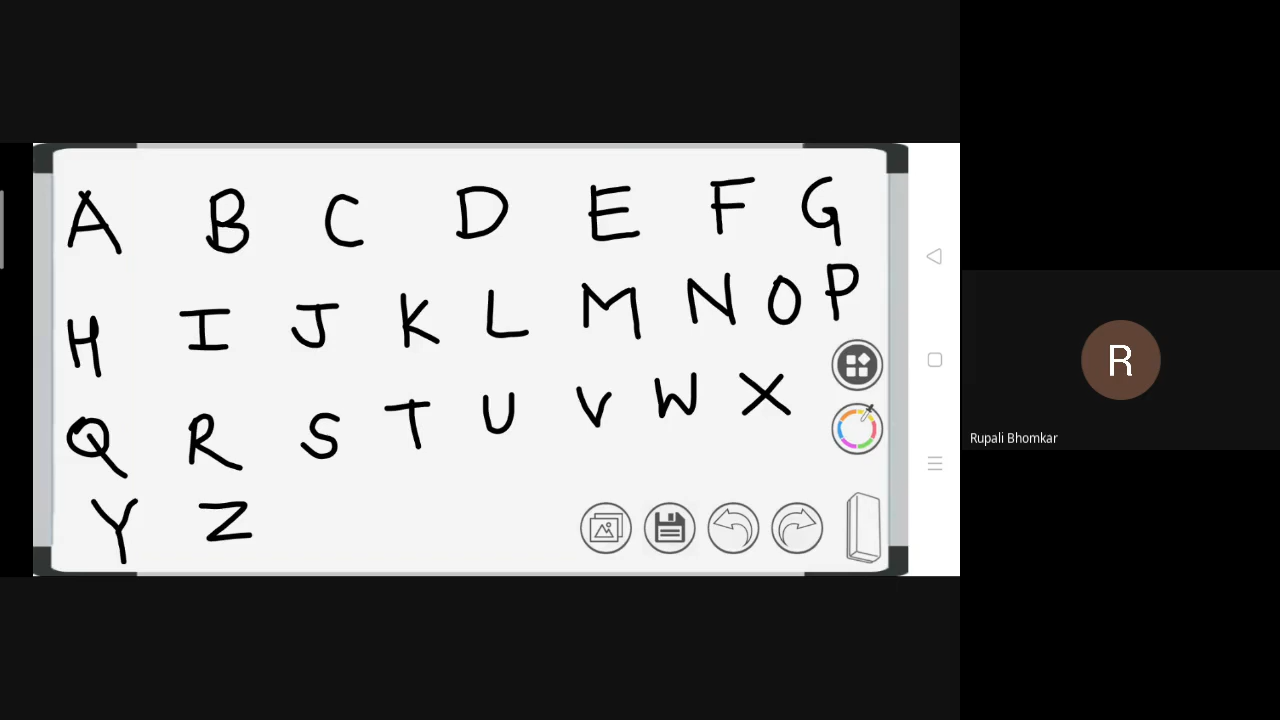 A B C D E F G
H I J K L M N O P
Q R S T U V W X
Y Z
R
Rupali Bhomkar